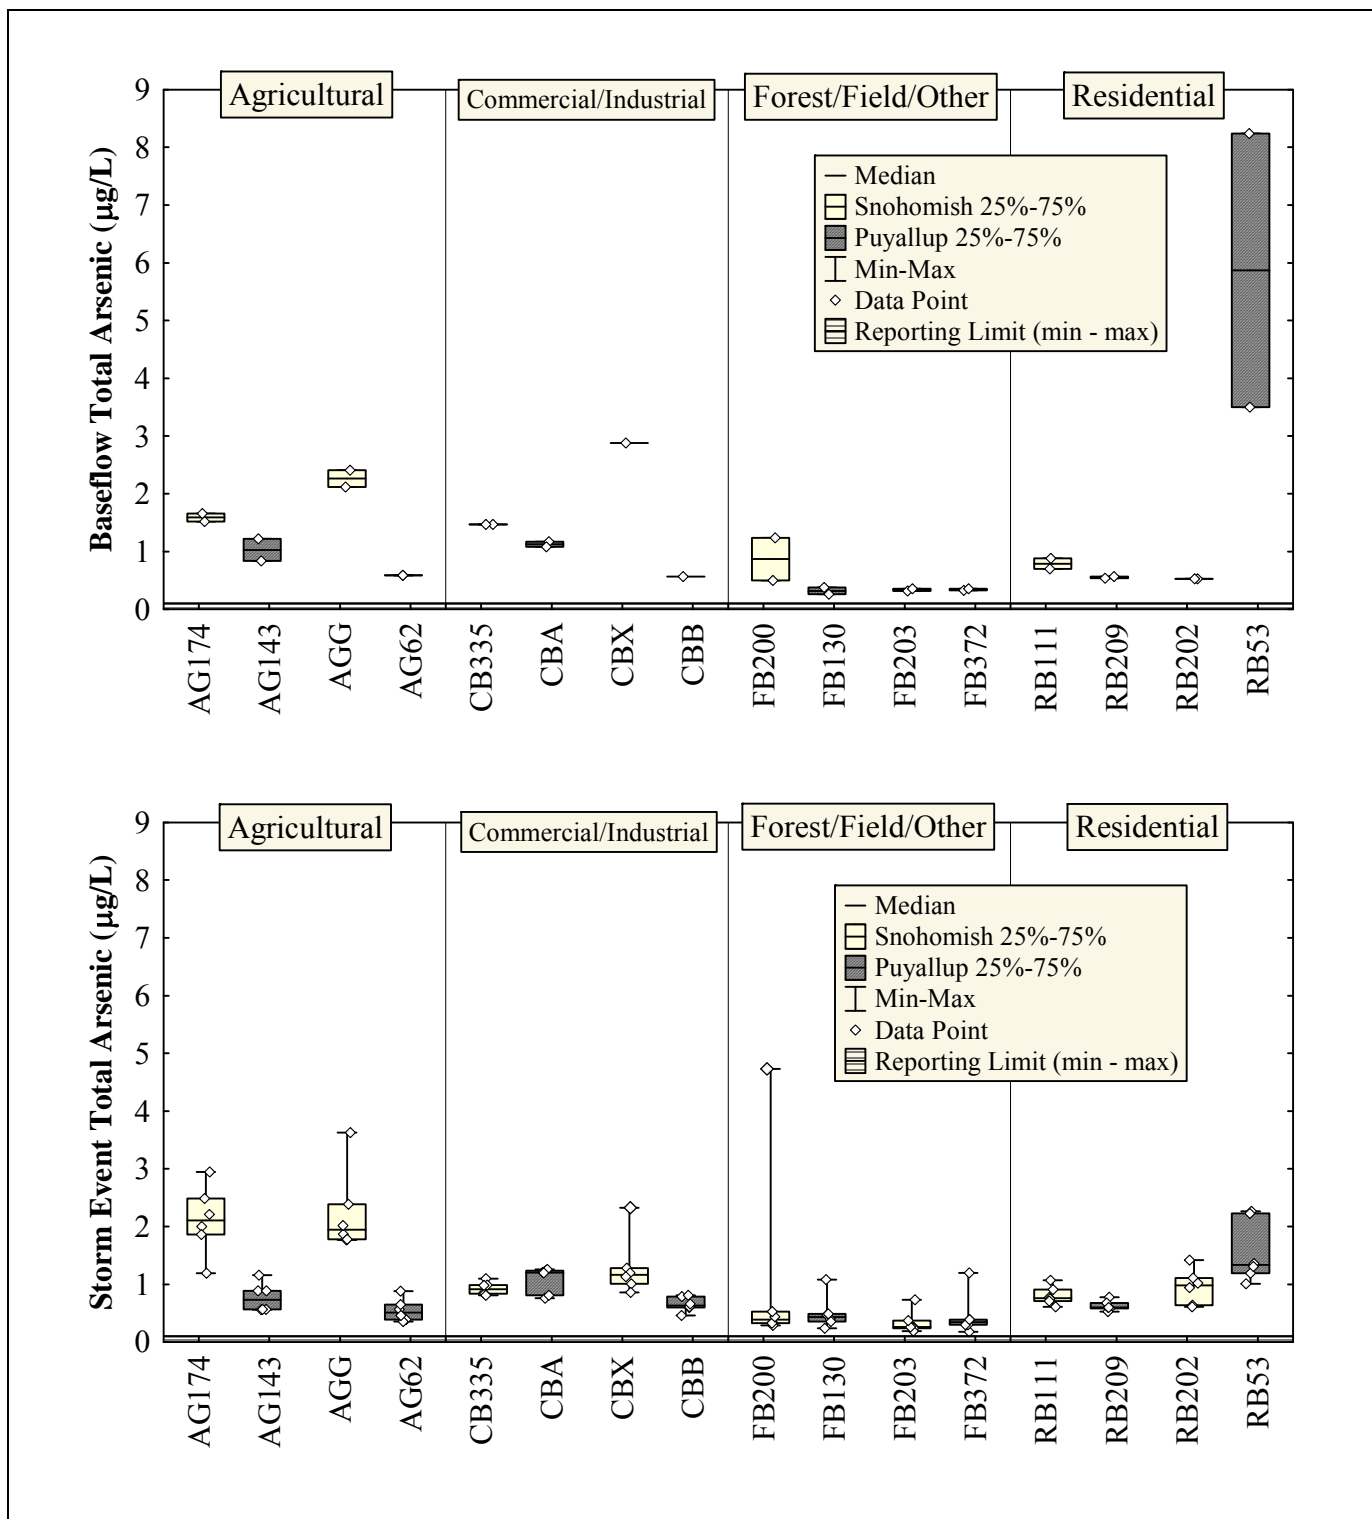 Agricultural
Commercial/Industrial
Forest/Field/Other
Residential
Baseflow Total Arsenic (µg/L)
9
8
7
6
5
4
3
2
1
0
Median
Snohomish 25%-75%
Puyallup 25%-75%
Min-Max
Data Point
Reporting Limit (min - max)
AG174
AG143
AGG
AG62
CB335
CBA
CBX
CBB
FB200
FB130
FB203
FB372
RB111
RB209
RB202
RB53
Agricultural
Commercial/Industrial
Forest/Field/Other
Residential
Storm Event Total Arsenic (µg/L)
9
8
7
6
5
4
3
2
1
0
Median
Snohomish 25%-75%
Puyallup 25%-75%
Min-Max
Data Point
Reporting Limit (min - max)
AG174
AG143
AGG
AG62
CB335
CBA
CBX
CBB
FB200
FB130
FB203
FB372
RB111
RB209
RB202
RB53